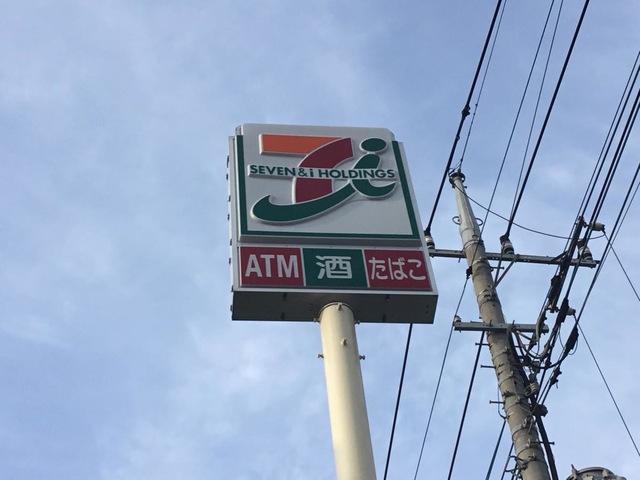 SEVEN & i HOLDINGS
ATM 酒 たばこ